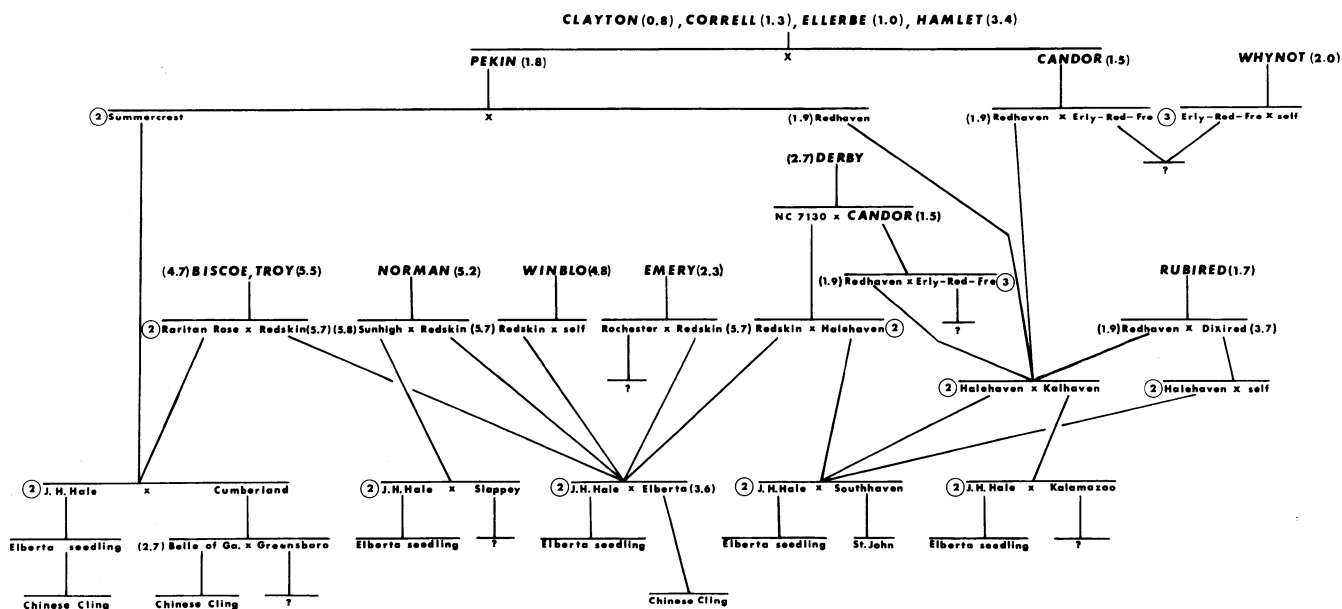 CLAYTON (0.8), CORRELL (1.3), ELLERBE (1.0), HAMLET (3.4)
x
PEKIN (1.8)
CANDOR (1.5)
WHYNOT (2.0)
② Summercrest x (1.9) Redhaven
(1.9) Redhaven x Erly-Red-Fre ③ Erly-Red-Fre x self
?
(2.7) DERBY
NC 7130 x CANDOR (1.5)
(4.7) BISCOE, TROY (5.5)
NORMAN (5.2)
WINBLO (4.8)
EMERY (2.3)
(1.9) Redhaven x Erly-Red-Fre ③
RUBIRED (1.7)
② Raritan Rose x Redskin (5.7) (5.8) Sunhigh x Redskin (5.7) Redskin x self Rochester x Redskin (5.7) Redskin x Halehaven ②
?
(1.9) Redhaven x Dixired (3.7)
?
② Halehaven x Kalhaven
② Halehaven x self
② J.H. Hale x Cumberland
② J.H. Hale x Slappey
② J.H. Hale x Elberta (3.6)
② J.H. Hale x Southhaven
② J.H. Hale x Kalamazoo
Elberta seedling
(2.7) Belle of Ga. x Greensboro
Elberta seedling
?
Elberta seedling
Elberta seedling
St. John
Elberta seedling
?
Chinese Cling
Chinese Cling
?
Chinese Cling